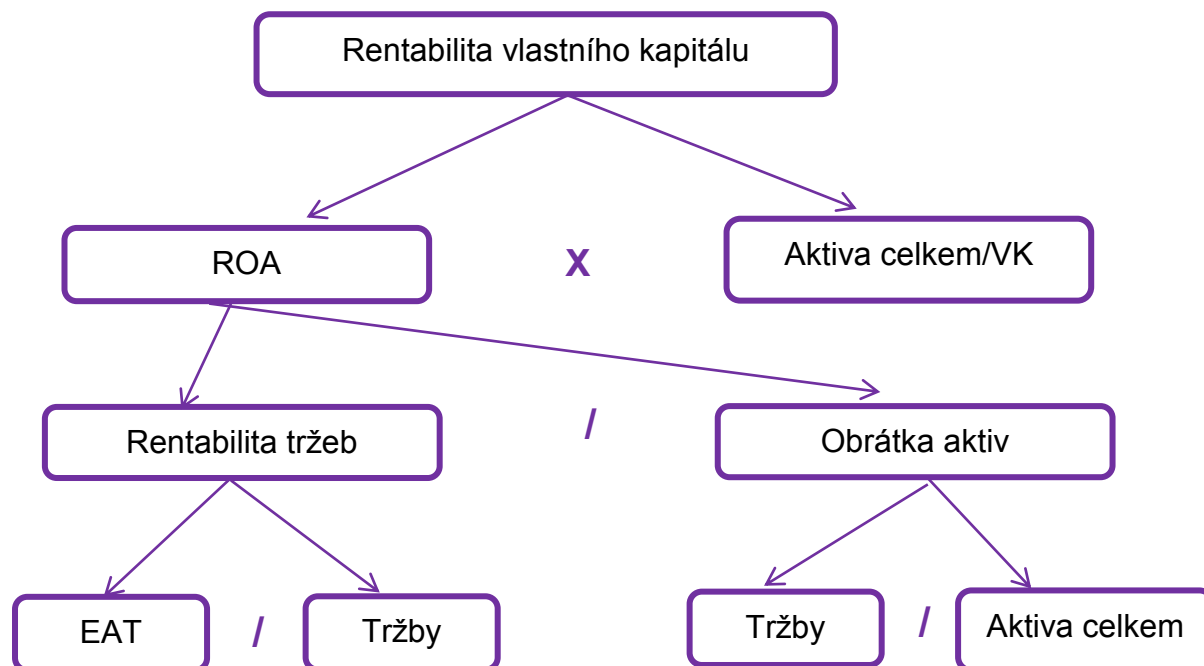 Rentabilita vlastního kapitálu
ROA
X
Aktiva celkem/VK
Rentabilita tržeb
/
Obrátka aktiv
EAT
/
Tržby
Tržby
/
Aktiva celkem